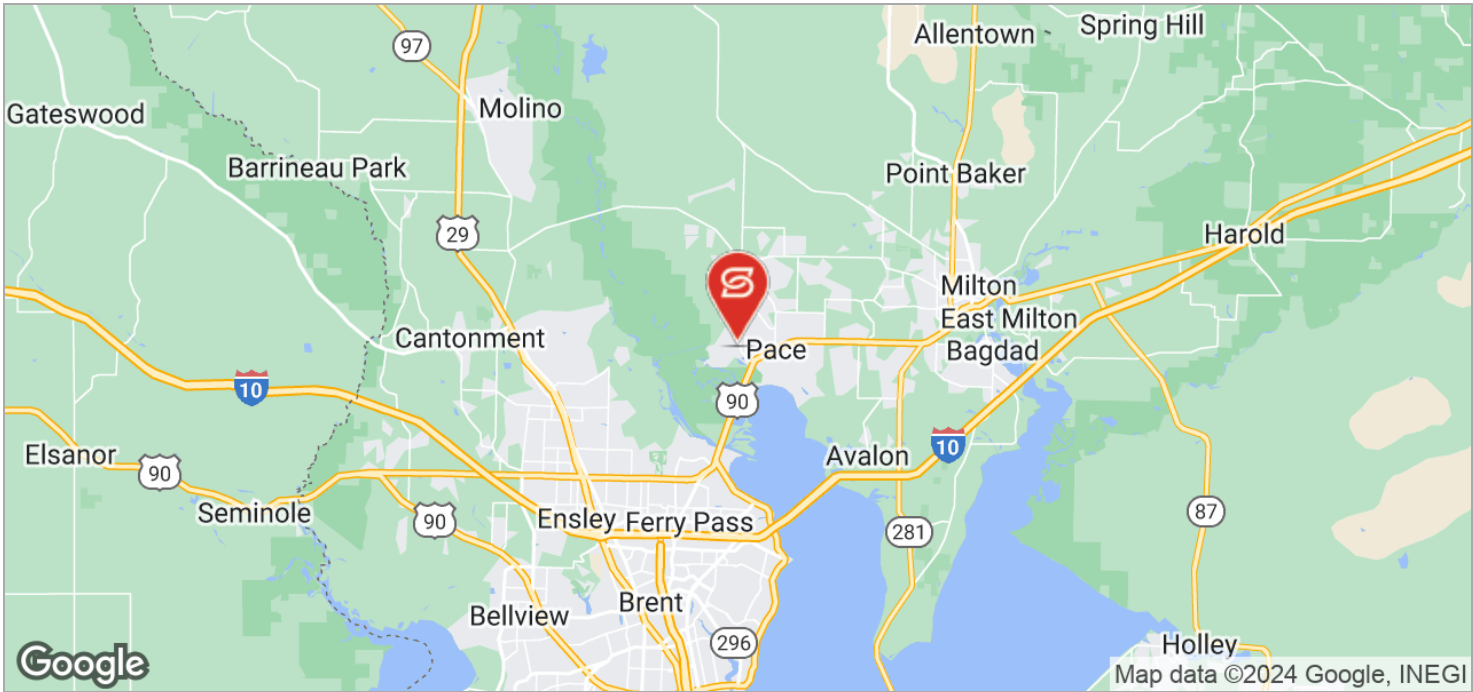 Spring Hill
Allentown
97
Molino
Gateswood
Barrineau Park
Point Baker
29
Harold
Milton
East Milton
Cantonment
Pace
Bagdad
10
90
10
Elsanor
90
Avalon
Seminole
90
Ensley
Ferry Pass
87
281
Bellview
Brent
296
Holley
Google
Map data ©2024 Google, INEGI